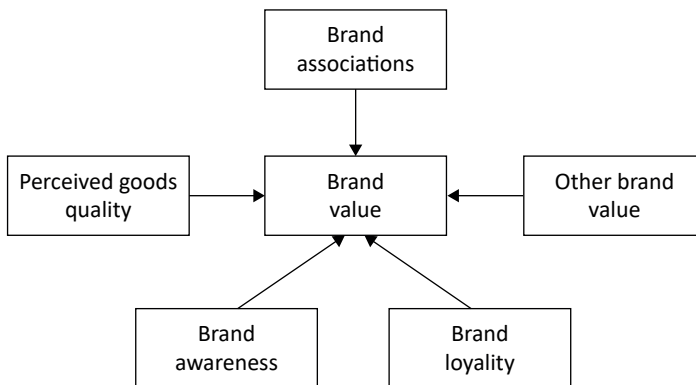 Brand
associations
Perceived goods
quality
Brand
value
Other brand
value
Brand
awareness
Brand
loyality